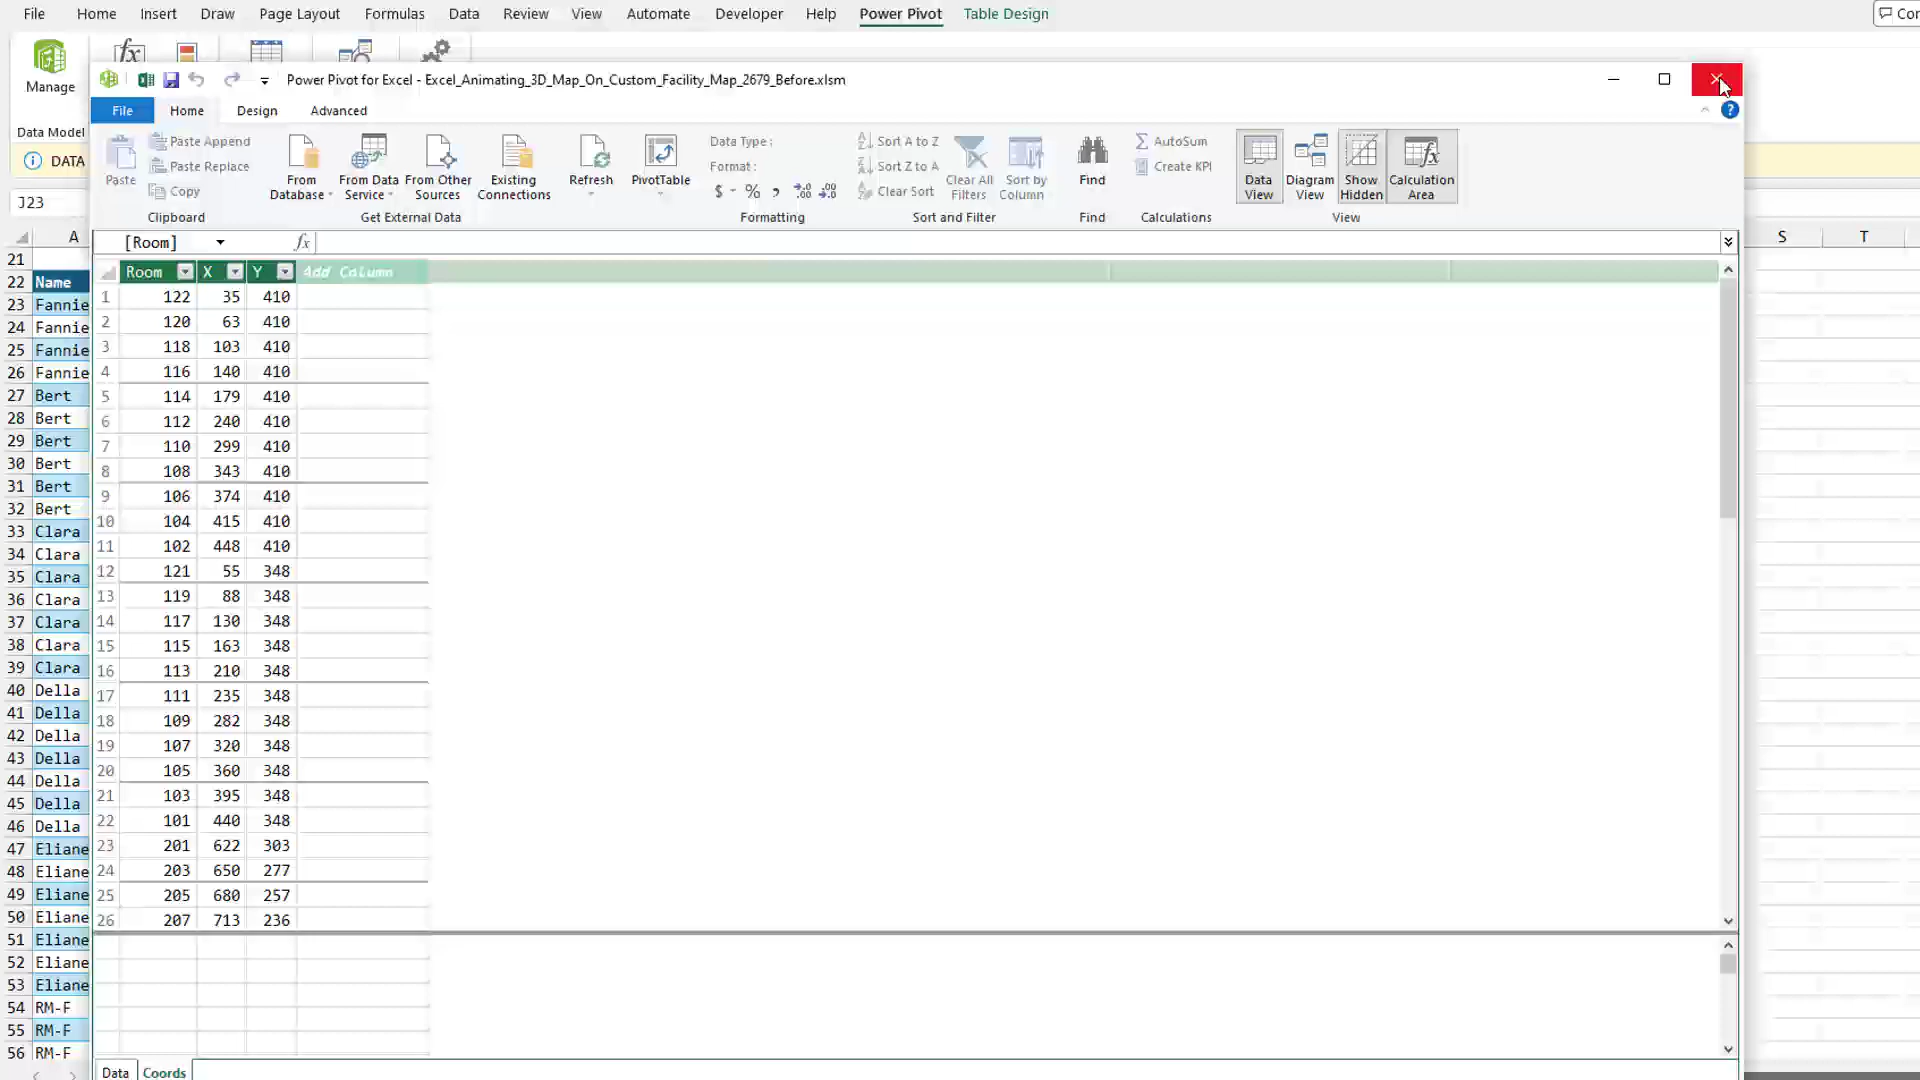 File Home Insert Draw Page Layout Formulas Data Review View Automate Developer Help Power Pivot Table Design
Manage
Data Model
DATA
J23
Power Pivot for Excel - Excel_Animating_3D_Map_On_Custom_Facility_Map_2679_Before.xlsm
File Home Design Advanced
Paste
Paste Append
Paste Replace
Copy
Clipboard
From Database
From Data Service
From Other Sources
Existing Connections
Get External Data
Refresh
PivotTable
Data Type :
Format :
$ % ,
Formatting
Sort A to Z
Sort Z to A
Clear Sort
Clear All Filters
Sort by Column
Sort and Filter
Find
Find
AutoSum
Create KPI
Calculations
Data View
Diagram View
Show Hidden
Calculation Area
View
[Room] fx
A S T
Room X Y Add Column
1 122 35 410
2 120 63 410
3 118 103 410
4 116 140 410
5 114 179 410
6 112 240 410
7 110 299 410
8 108 343 410
9 106 374 410
10 104 415 410
11 102 448 410
12 121 55 348
13 119 88 348
14 117 130 348
15 115 163 348
16 113 210 348
17 111 235 348
18 109 282 348
19 107 320 348
20 105 360 348
21 103 395 348
22 101 440 348
23 201 622 303
24 203 650 277
25 205 680 257
26 207 713 236
21
22 Name
23 Fannie
24 Fannie
25 Fannie
26 Fannie
27 Bert
28 Bert
29 Bert
30 Bert
31 Bert
32 Bert
33 Clara
34 Clara
35 Clara
36 Clara
37 Clara
38 Clara
39 Clara
40 Della
41 Della
42 Della
43 Della
44 Della
45 Della
46 Della
47 Eliane
48 Eliane
49 Eliane
50 Eliane
51 Eliane
52 Eliane
53 Eliane
54 RM-F
55 RM-F
56 RM-F
Data Coords